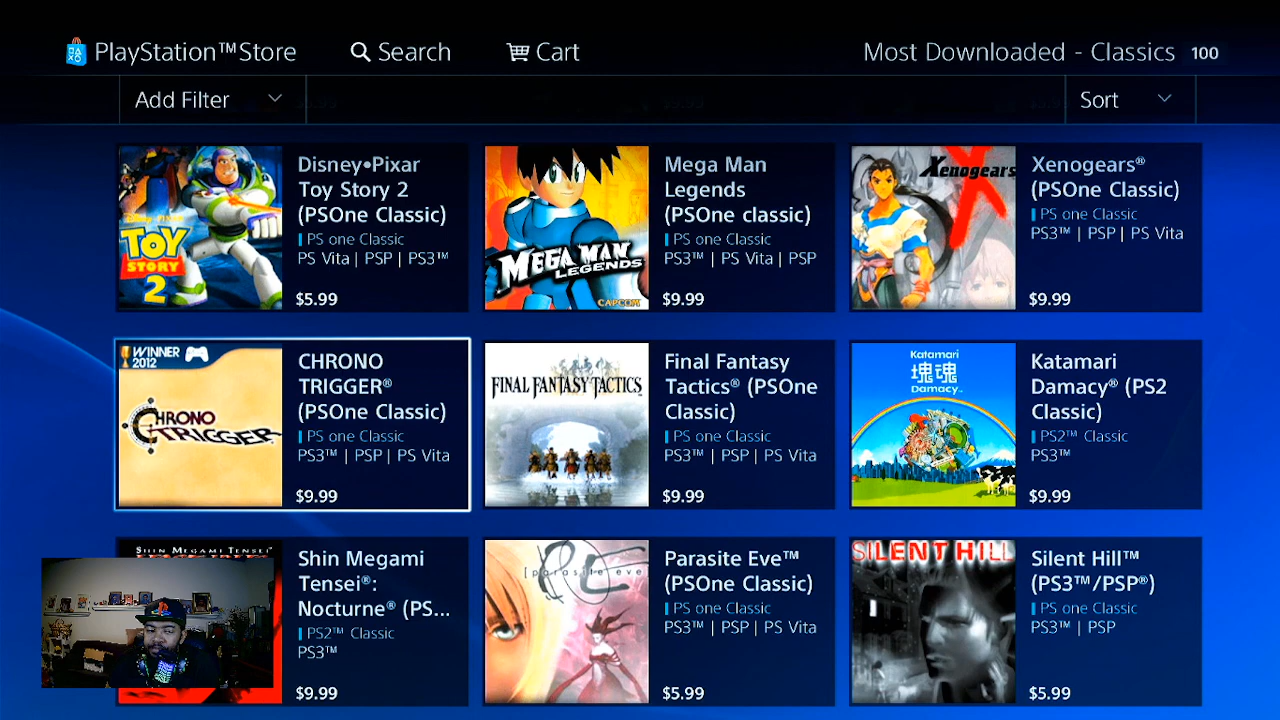 PlayStation™Store
Search
Cart
Most Downloaded - Classics 100
Add Filter
Sort
Disney•Pixar
Toy Story 2
(PSOne Classic)
PS one Classic
PS Vita | PSP | PS3™
$5.99
DISNEY·PIXAR
TOY
STORY
2
Mega Man
Legends
(PSOne classic)
PS one Classic
PS3™ | PS Vita | PSP
$9.99
MEGA MAN
LEGENDS
CAPCOM
Xenogears®
(PSOne Classic)
PS one Classic
PS3™ | PSP | PS Vita
$9.99
Xenogears
WINNER
2012
CHRONO
TRIGGER
CHRONO
TRIGGER®
(PSOne Classic)
PS one Classic
PS3™ | PSP | PS Vita
$9.99
FINAL FANTASY TACTICS
Final Fantasy
Tactics® (PSOne
Classic)
PS one Classic
PS3™ | PSP | PS Vita
$9.99
Katamari
塊魂
Damacy™
Katamari
Damacy® (PS2
Classic)
PS2™ Classic
PS3™
$9.99
SHIN MEGAMI TENSEI
Shin Megami
Tensei®:
Nocturne® (PS...
PS2™ Classic
PS3™
$9.99
[parasite eve]
Parasite Eve™
(PSOne Classic)
PS one Classic
PS3™ | PSP | PS Vita
$5.99
SILENT HILL
Silent Hill™
(PS3™/PSP®)
PS one Classic
PS3™ | PSP
$5.99